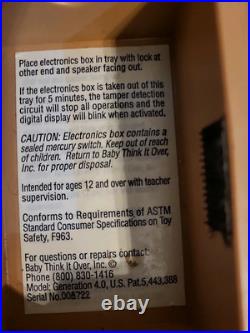 Place electronics box in tray with lock at
other end and speaker facing out.
If the electronics box is taken out of this
tray for 5 minutes, the tamper detection
circuit will stop all operations and the
digital display will blink when activated.
CAUTION: Electronics box contains a
sealed mercury switch. Keep out of reach
of children. Return to Baby Think It Over,
Inc. for proper disposal.
Intended for ages 12 and over with teacher
supervision.
Conforms to Requirements of ASTM
Standard Consumer Specifications on Toy
Safety, F963.
For questions or repairs contact:
Baby Think It Over, Inc. ©
Phone (800) 830-1416
Model: Generation 4.0, U.S. Pat.5,443,388
Serial No.008722